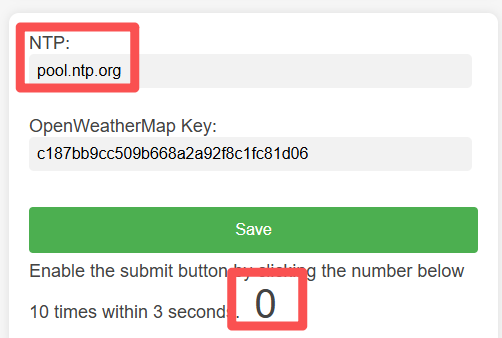 NTP:
pool.ntp.org
OpenWeatherMap Key:
c187bb9cc509b668a2a92f8c1fc81d06
Save
Enable the submit button by clicking the number below
10 times within 3 seconds. 0